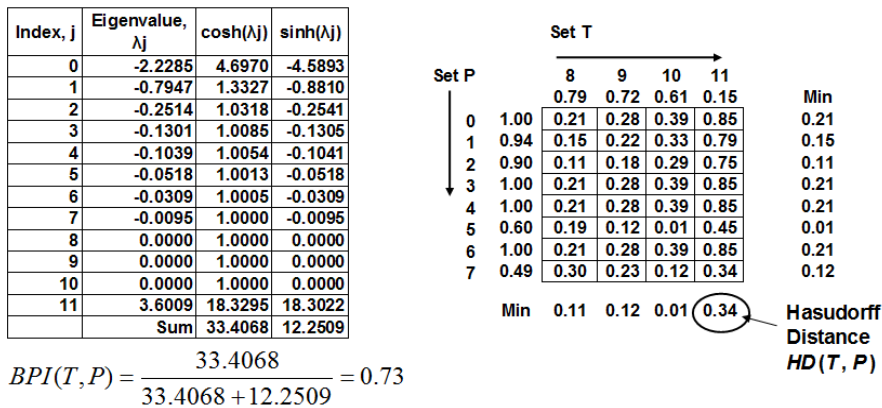 Index, j Eigenvalue, λj cosh(λj) sinh(λj)
0 -2.2285 4.6970 -4.5893
1 -0.7947 1.3327 -0.8810
2 -0.2514 1.0318 -0.2541
3 -0.1301 1.0085 -0.1305
4 -0.1039 1.0054 -0.1041
5 -0.0518 1.0013 -0.0518
6 -0.0309 1.0005 -0.0309
7 -0.0095 1.0000 -0.0095
8 0.0000 1.0000 0.0000
9 0.0000 1.0000 0.0000
10 0.0000 1.0000 0.0000
11 3.6009 18.3295 18.3022
Sum 33.4068 12.2509
BPI(T, P) = 33.4068 / 33.4068 + 12.2509 = 0.73
Set T
Set P
8 9 10 11
0.79 0.72 0.61 0.15 Min
0 1.00 0.21 0.28 0.39 0.85 0.21
1 0.94 0.15 0.22 0.33 0.79 0.15
2 0.90 0.11 0.18 0.29 0.75 0.11
3 1.00 0.21 0.28 0.39 0.85 0.21
4 1.00 0.21 0.28 0.39 0.85 0.21
5 0.60 0.19 0.12 0.01 0.45 0.01
6 1.00 0.21 0.28 0.39 0.85 0.21
7 0.49 0.30 0.23 0.12 0.34 0.12
Min 0.11 0.12 0.01 0.34
Hasudorff
Distance
HD(T, P)